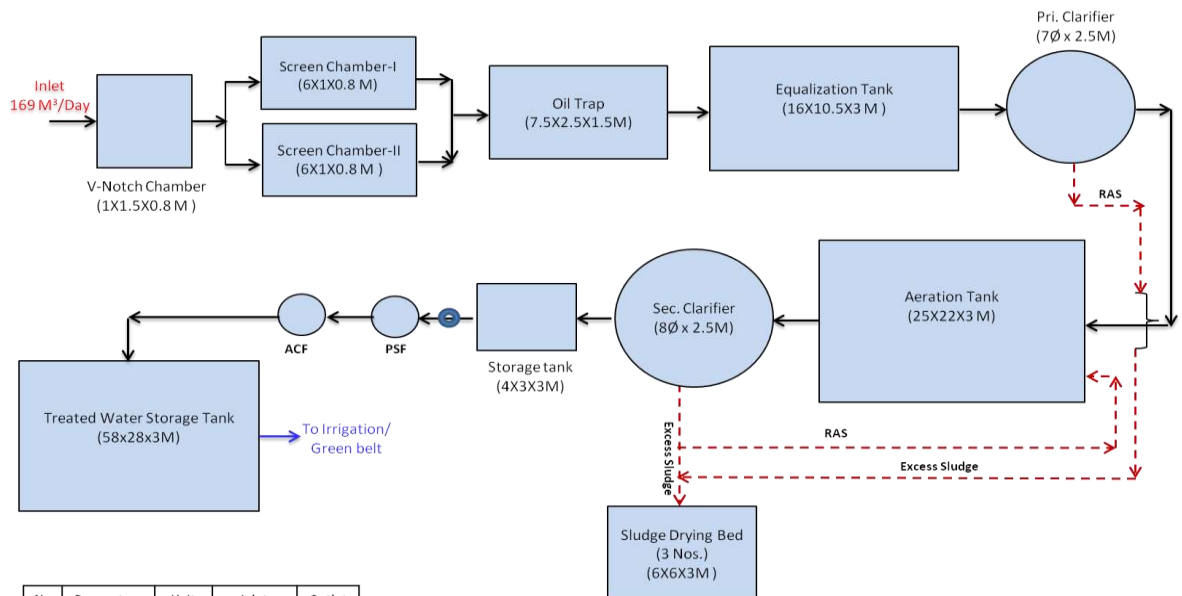 Pri. Clarifier
(7Ø x 2.5M)
Inlet
169 M³/Day
Screen Chamber-I
(6X1X0.8 M)
Screen Chamber-II
(6X1X0.8 M )
V-Notch Chamber
(1X1.5X0.8 M )
Oil Trap
(7.5X2.5X1.5M)
Equalization Tank
(16X10.5X3 M )
RAS
Aeration Tank
(25X22X3 M )
Sec. Clarifier
(8Ø x 2.5M)
Storage tank
(4X3X3M)
PSF
ACF
Treated Water Storage Tank
(58x28x3M)
To Irrigation/
Green belt
RAS
Excess Sludge
Excess Sludge
Sludge Drying Bed
(3 Nos.)
(6X6X3M )